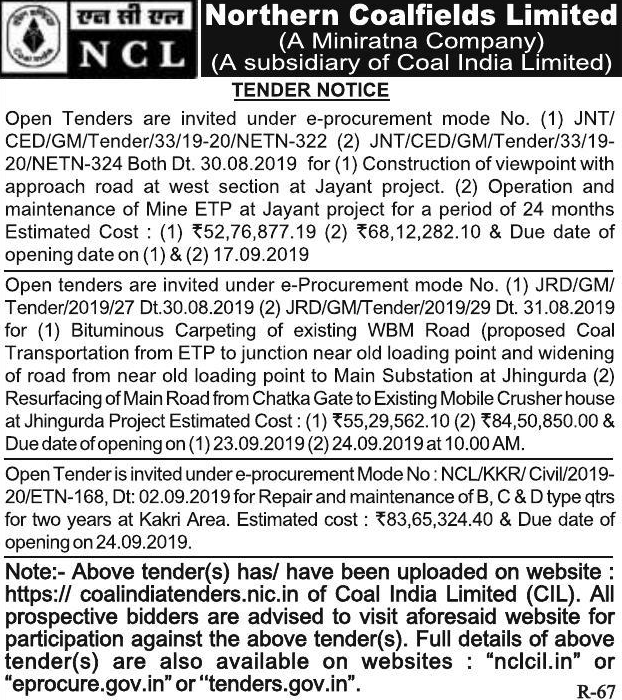 एन सी एल
NCL
Coal India
Northern Coalfields Limited
(A Miniratna Company)
(A subsidiary of Coal India Limited)
TENDER NOTICE
Open Tenders are invited under e-procurement mode No. (1) JNT/
CED/GM/Tender/33/19-20/NETN-322 (2) JNT/CED/GM/Tender/33/19-
20/NETN-324 Both Dt. 30.08.2019 for (1) Construction of viewpoint with
approach road at west section at Jayant project. (2) Operation and
maintenance of Mine ETP at Jayant project for a period of 24 months
Estimated Cost : (1) ₹52,76,877.19 (2) ₹68,12,282.10 & Due date of
opening date on (1) & (2) 17.09.2019
Open tenders are invited under e-Procurement mode No. (1) JRD/GM/
Tender/2019/27 Dt.30.08.2019 (2) JRD/GM/Tender/2019/29 Dt. 31.08.2019
for (1) Bituminous Carpeting of existing WBM Road (proposed Coal
Transportation from ETP to junction near old loading point and widening
of road from near old loading point to Main Substation at Jhingurda (2)
Resurfacing of Main Road from Chatka Gate to Existing Mobile Crusher house
at Jhingurda Project Estimated Cost : (1) ₹55,29,562.10 (2) ₹84,50,850.00 &
Due date of opening on (1) 23.09.2019 (2) 24.09.2019 at 10.00 AM.
Open Tender is invited under e-procurement Mode No : NCL/KKR/ Civil/2019-
20/ETN-168, Dt: 02.09.2019 for Repair and maintenance of B, C & D type qtrs
for two years at Kakri Area. Estimated cost : ₹83,65,324.40 & Due date of
opening on 24.09.2019.
Note:- Above tender(s) has/ have been uploaded on website :
https:// coalindiatenders.nic.in of Coal India Limited (CIL). All
prospective bidders are advised to visit aforesaid website for
participation against the above tender(s). Full details of above
tender(s) are also available on websites : “nclcil.in” or
“eprocure.gov.in” or “tenders.gov.in”.
R-67